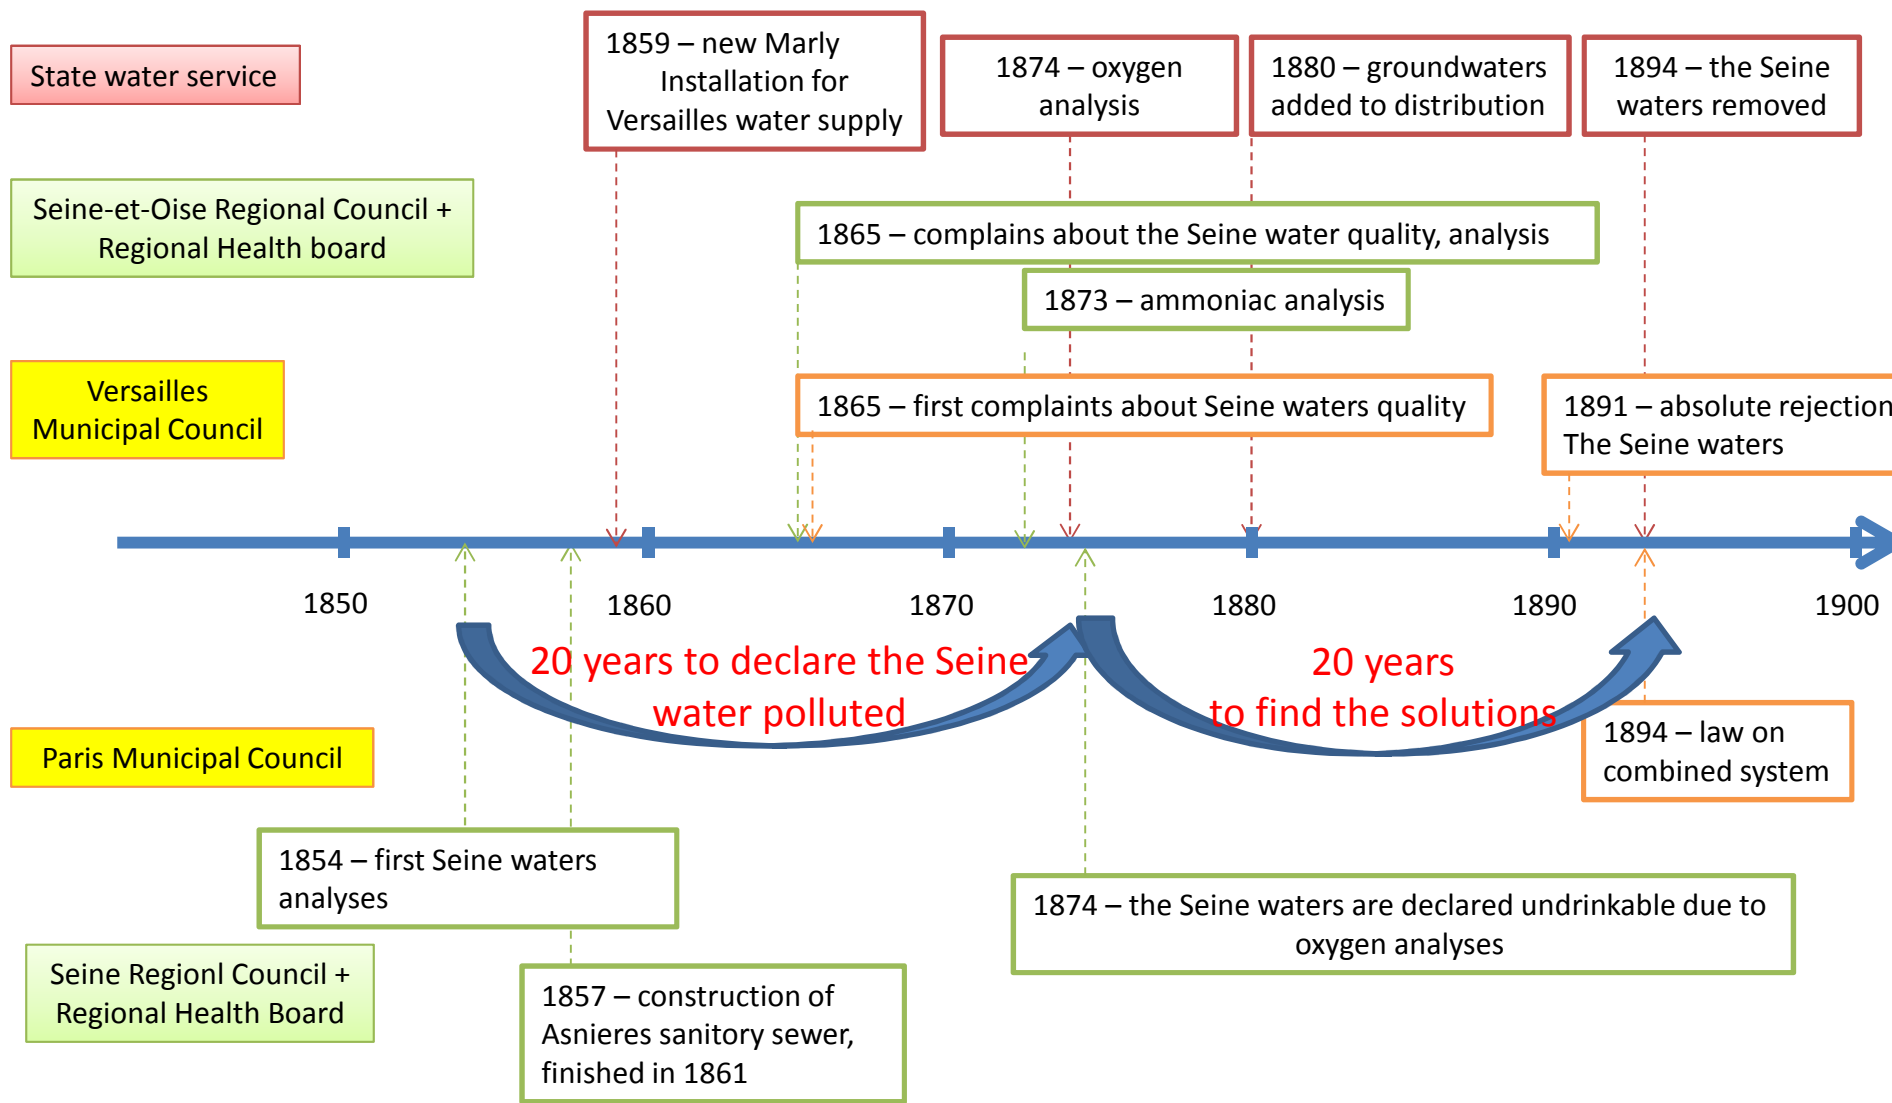 State water service
1859 – new Marly
Installation for
Versailles water supply
1874 – oxygen
analysis
1880 – groundwaters
added to distribution
1894 – the Seine
waters removed
Seine-et-Oise Regional Council +
Regional Health board
1865 – complains about the Seine water quality, analysis
1873 – ammoniac analysis
Versailles
Municipal Council
1865 – first complaints about Seine waters quality
1891 – absolute rejection
The Seine waters
1850
1860
1870
1880
1890
1900
20 years to declare the Seine
water polluted
20 years
to find the solutions
Paris Municipal Council
1894 – law on
combined system
1854 – first Seine waters
analyses
1874 – the Seine waters are declared undrinkable due to
oxygen analyses
Seine Regionl Council +
Regional Health Board
1857 – construction of
Asnieres sanitory sewer,
finished in 1861